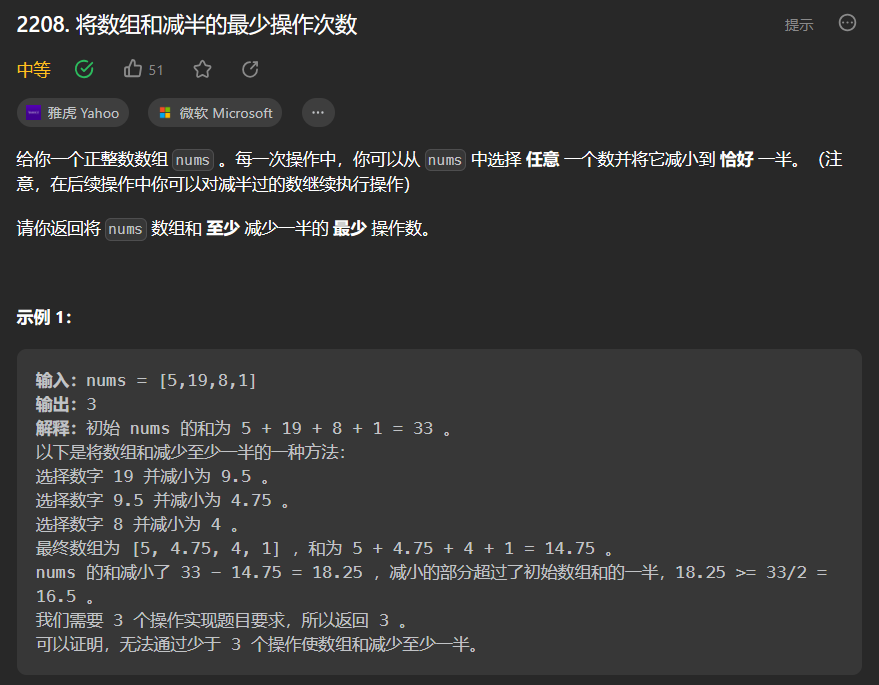 2208. 将数组和减半的最少操作次数
提示
中等
51
雅虎 Yahoo
微软 Microsoft
给你一个正整数数组 nums 。每一次操作中，你可以从 nums 中选择 任意 一个数并将它减小到 恰好 一半。（注
意，在后续操作中你可以对减半过的数继续执行操作）
请你返回将 nums 数组和 至少 减少一半的 最少 操作数。
示例 1：
输入：nums = [5,19,8,1]
输出：3
解释：初始 nums 的和为 5 + 19 + 8 + 1 = 33 。
以下是将数组和减少至少一半的一种方法：
选择数字 19 并减小为 9.5 。
选择数字 9.5 并减小为 4.75 。
选择数字 8 并减小为 4 。
最终数组为 [5, 4.75, 4, 1] ，和为 5 + 4.75 + 4 + 1 = 14.75 。
nums 的和减小了 33 - 14.75 = 18.25 ，减小的部分超过了初始数组和的一半，18.25 >= 33/2 =
16.5 。
我们需要 3 个操作实现题目要求，所以返回 3 。
可以证明，无法通过少于 3 个操作使数组和减少至少一半。